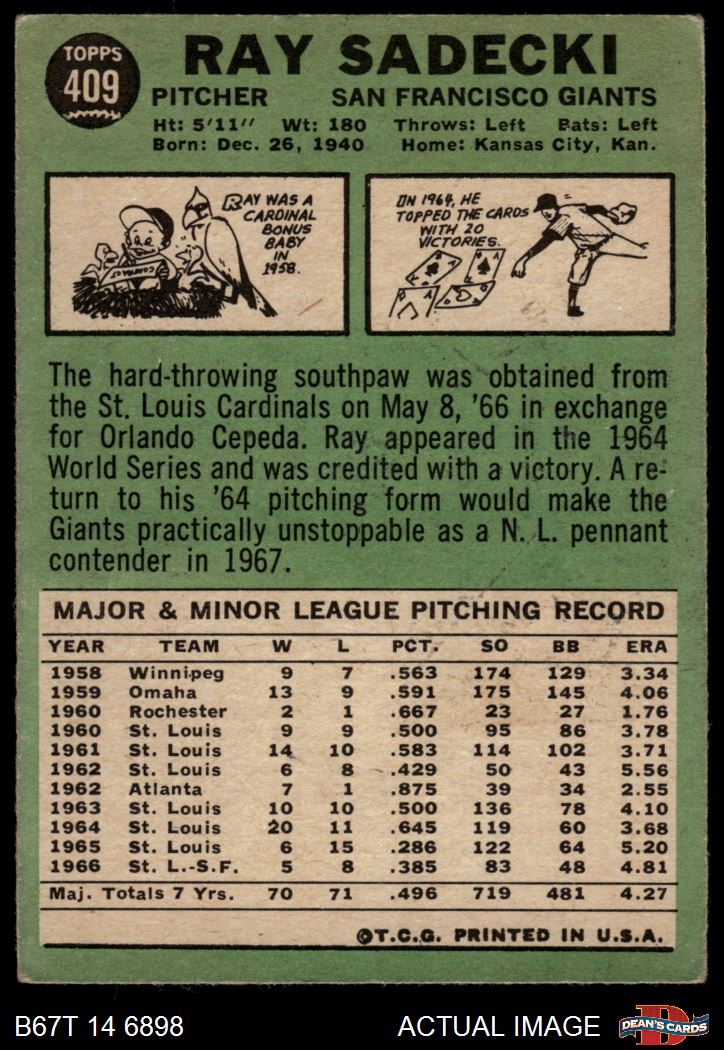 TOPPS
409
RAY SADECKI
PITCHER SAN FRANCISCO GIANTS
Ht: 5'11" Wt: 180 Throws: Left Bats: Left
Born: Dec. 26, 1940 Home: Kansas City, Kan.
RAY WAS A
CARDINAL
BONUS
BABY
IN
1958.
CONTRACT
IN 1964, HE
TOPPED THE CARDS
WITH 20
VICTORIES.
The hard-throwing southpaw was obtained from
the St. Louis Cardinals on May 8, '66 in exchange
for Orlando Cepeda. Ray appeared in the 1964
World Series and was credited with a victory. A re-
turn to his '64 pitching form would make the
Giants practically unstoppable as a N. L. pennant
contender in 1967.
MAJOR & MINOR LEAGUE PITCHING RECORD
YEAR TEAM W L PCT. SO BB ERA
1958 Winnipeg 9 7 .563 174 129 3.34
1959 Omaha 13 9 .591 175 145 4.06
1960 Rochester 2 1 .667 23 27 1.76
1960 St. Louis 9 9 .500 95 86 3.78
1961 St. Louis 14 10 .583 114 102 3.71
1962 St. Louis 6 8 .429 50 43 5.56
1962 Atlanta 7 1 .875 39 34 2.55
1963 St. Louis 10 10 .500 136 78 4.10
1964 St. Louis 20 11 .645 119 60 3.68
1965 St. Louis 6 15 .286 122 64 5.20
1966 St. L.-S.F. 5 8 .385 83 48 4.81
Maj. Totals 7 Yrs. 70 71 .496 719 481 4.27
©T.C.G. PRINTED IN U.S.A.
B67T 14 6898 ACTUAL IMAGE
D
DEAN'S CARDS